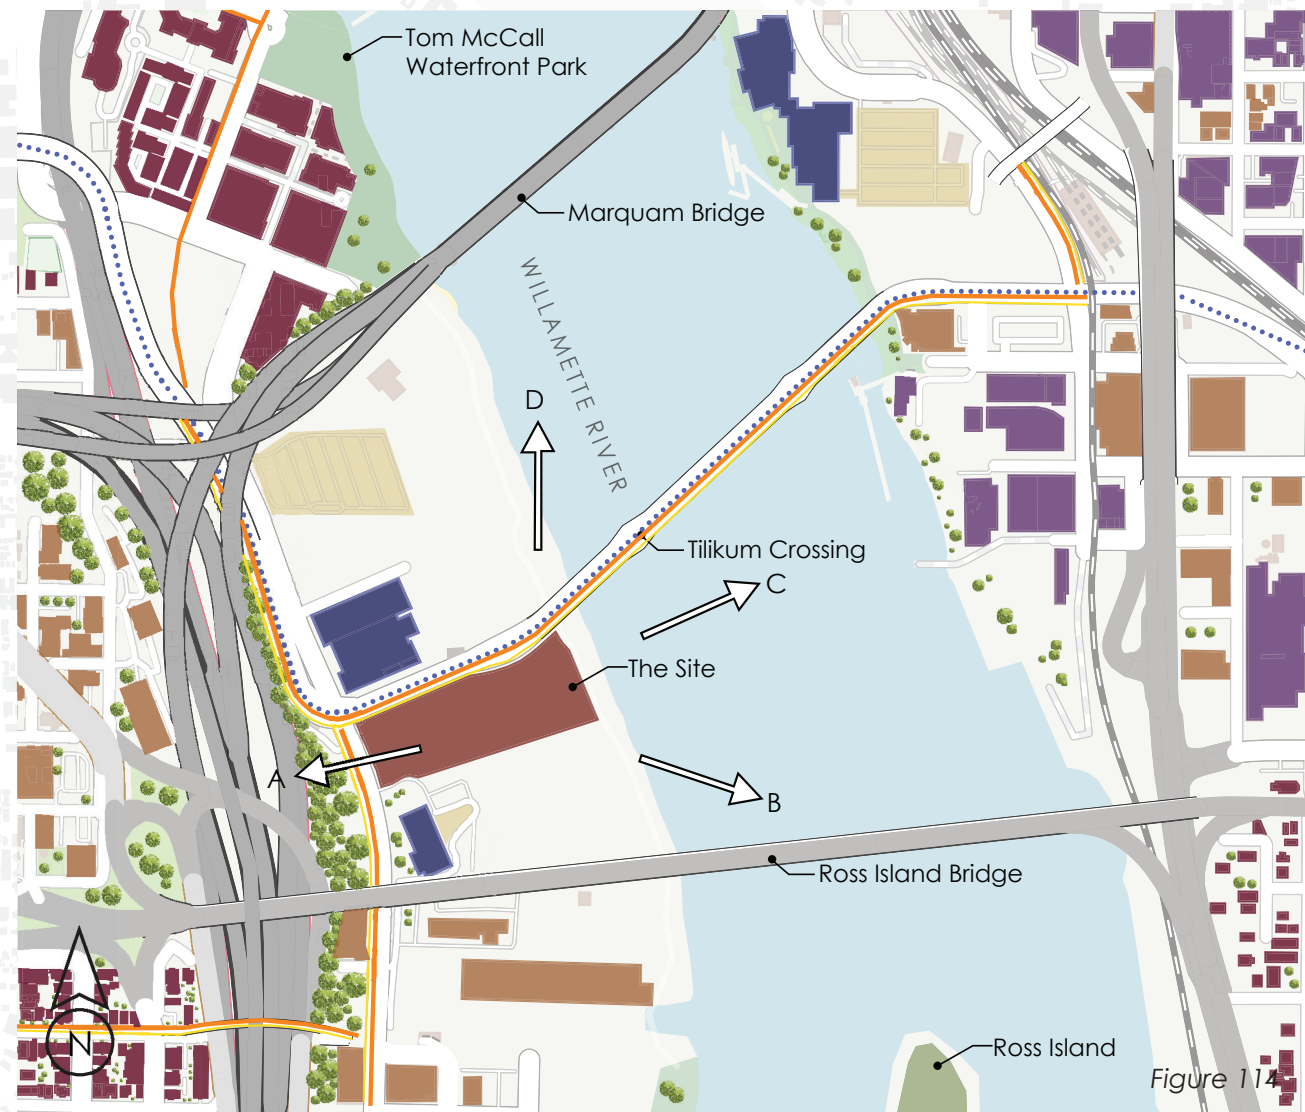 Tom McCall
Waterfront Park
Marquam Bridge
WILLAMETTE RIVER
D
Tilikum Crossing
C
The Site
A
B
Ross Island Bridge
N
Ross Island
Figure 114